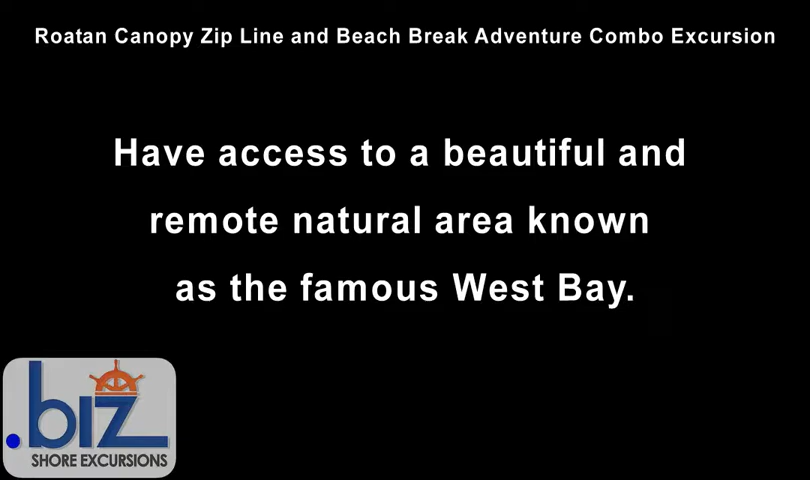 Roatan Canopy Zip Line and Beach Break Adventure Combo Excursion
Have access to a beautiful and
remote natural area known
as the famous West Bay.
.biz
SHORE EXCURSIONS